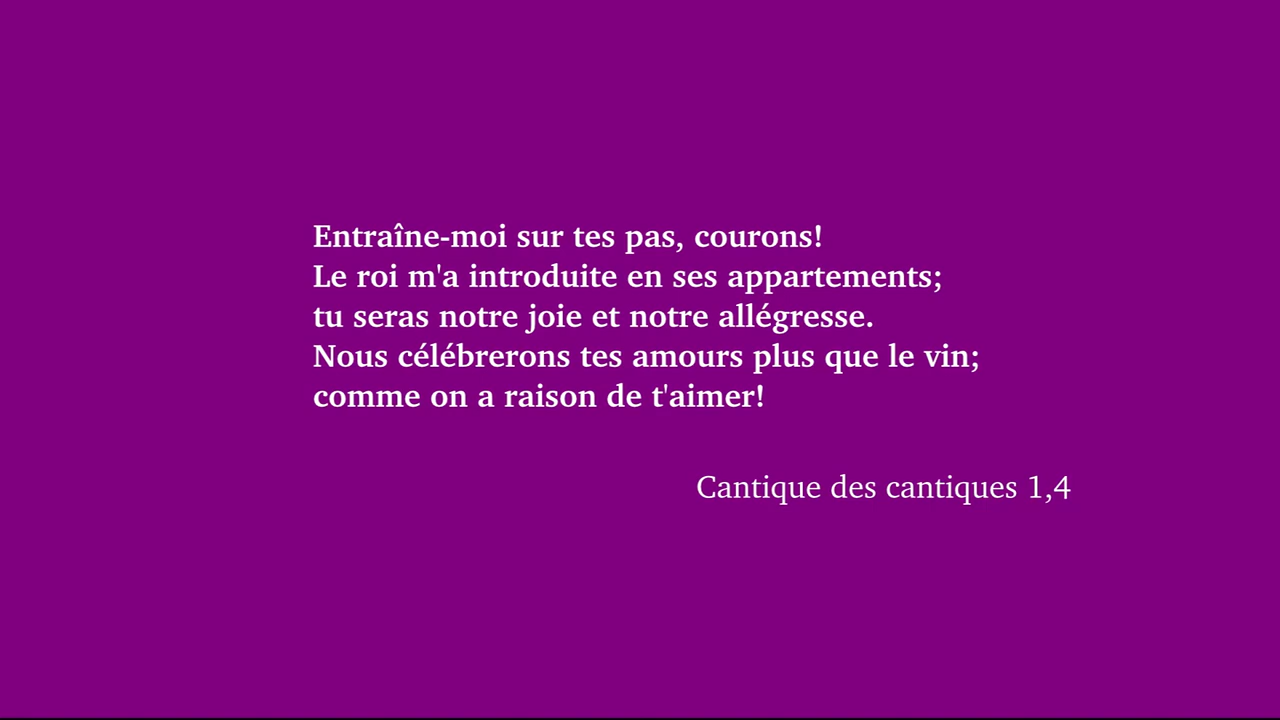 Entraîne-moi sur tes pas, courons!
Le roi m'a introduite en ses appartements;
tu seras notre joie et notre allégresse.
Nous célébrerons tes amours plus que le vin;
comme on a raison de t'aimer!
Cantique des cantiques 1,4